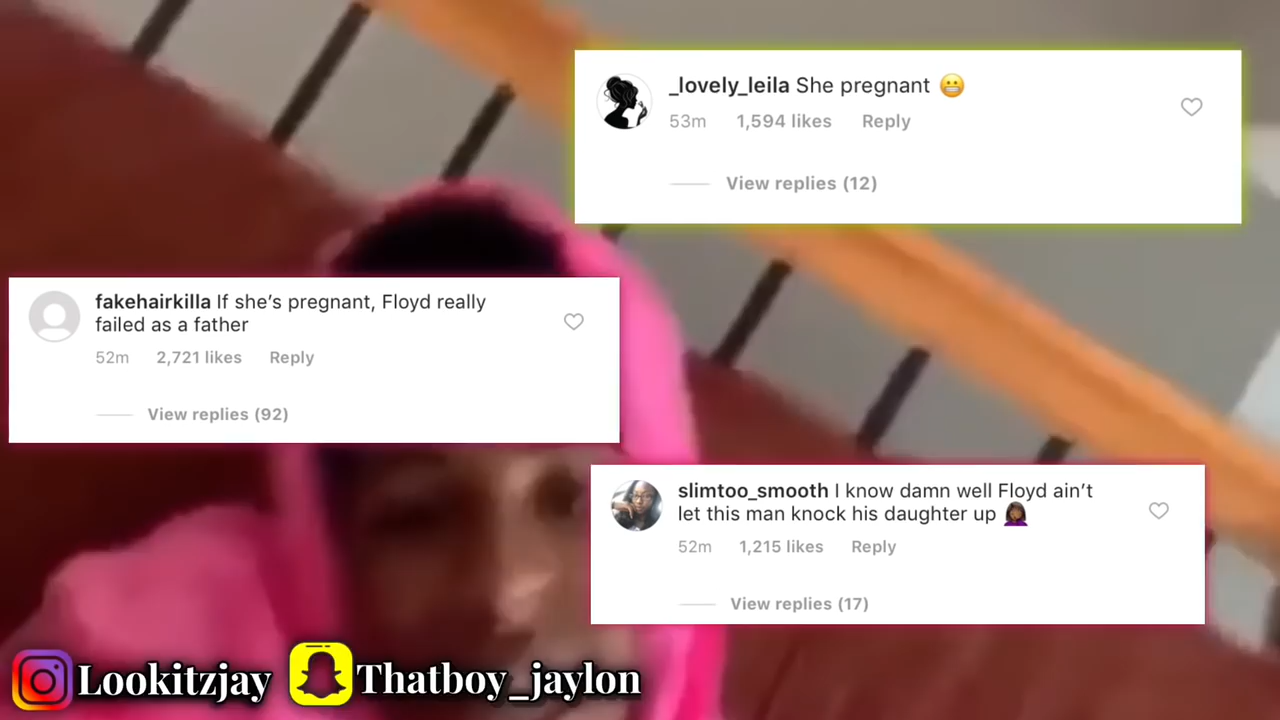 _lovely_leila She pregnant 😬
53m 1,594 likes Reply
View replies (12)
fakehairkilla If she’s pregnant, Floyd really
failed as a father
52m 2,721 likes Reply
View replies (92)
slimtoo_smooth I know damn well Floyd ain’t
let this man knock his daughter up 🤦🏾‍♀️
52m 1,215 likes Reply
View replies (17)
Lookitzjay Thatboy_jaylon